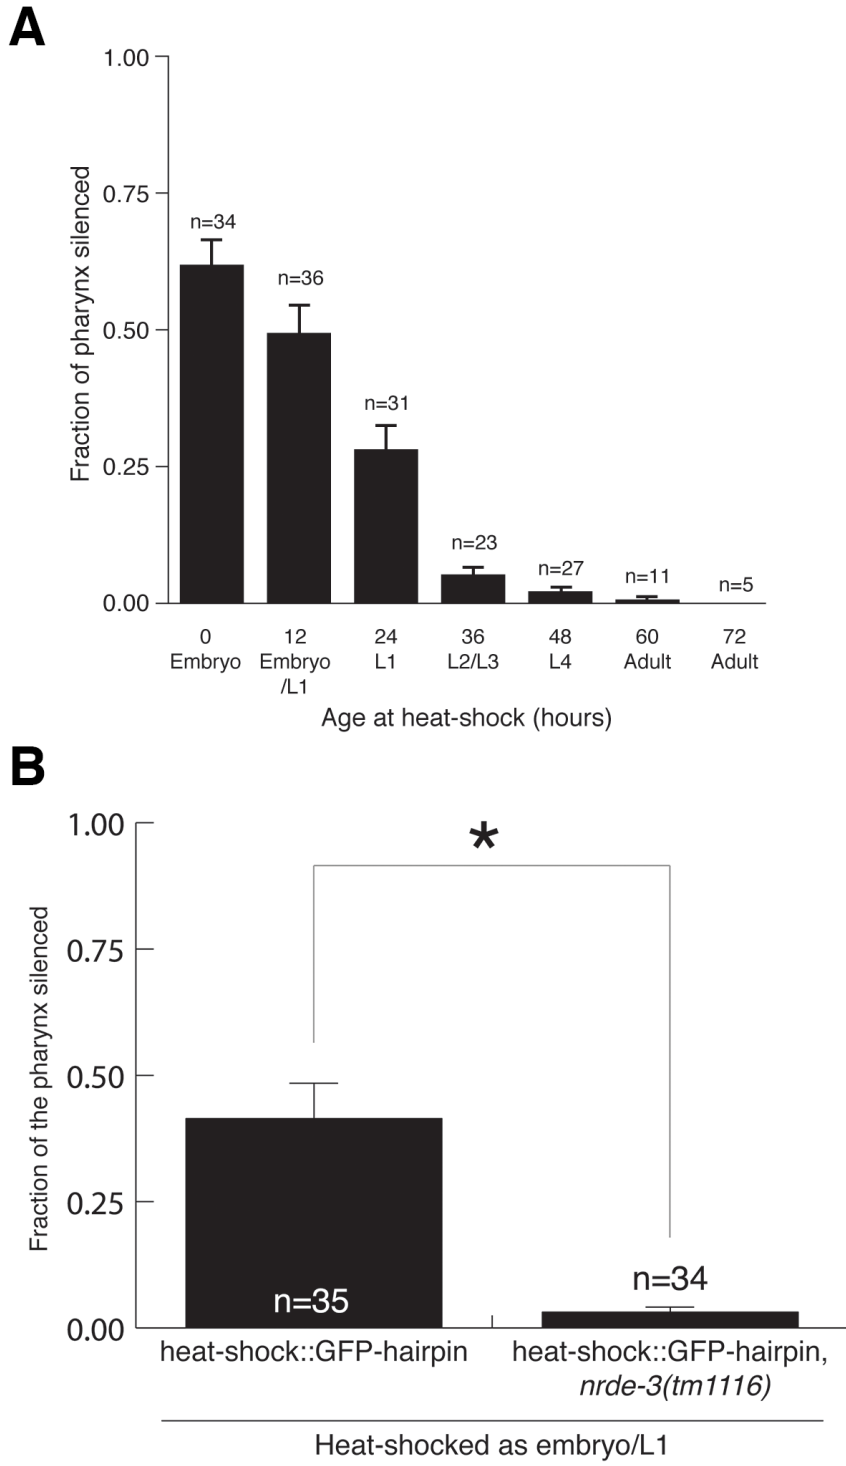 A
1.00
0.75
0.50
0.25
0.00
Fraction of pharynx silenced
n=34
n=36
n=31
n=23
n=27
n=11
n=5
0 12 24 36 48 60 72
Embryo Embryo L1 L2/L3 L4 Adult Adult
/L1
Age at heat-shock (hours)
B
1.00
0.75
0.50
0.25
0.00
Fraction of the pharynx silenced
*
n=35
n=34
heat-shock::GFP-hairpin heat-shock::GFP-hairpin,
nrde-3(tm1116)
Heat-shocked as embryo/L1